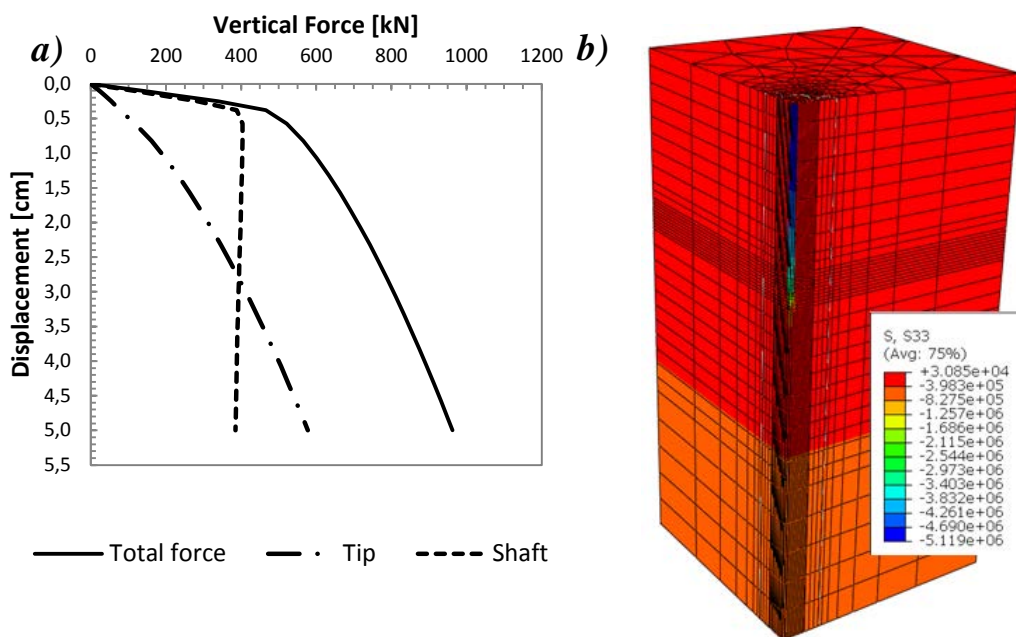 a)
Vertical Force [kN]
0 200 400 600 800 1000 1200
Displacement [cm]
0,0
0,5
1,0
1,5
2,0
2,5
3,0
3,5
4,0
4,5
5,0
5,5
Total force Tip Shaft
b)
S, S33
(Avg: 75%)
+3.085e+04
-3.983e+05
-8.275e+05
-1.257e+06
-1.686e+06
-2.115e+06
-2.544e+06
-2.973e+06
-3.403e+06
-3.832e+06
-4.261e+06
-4.690e+06
-5.119e+06